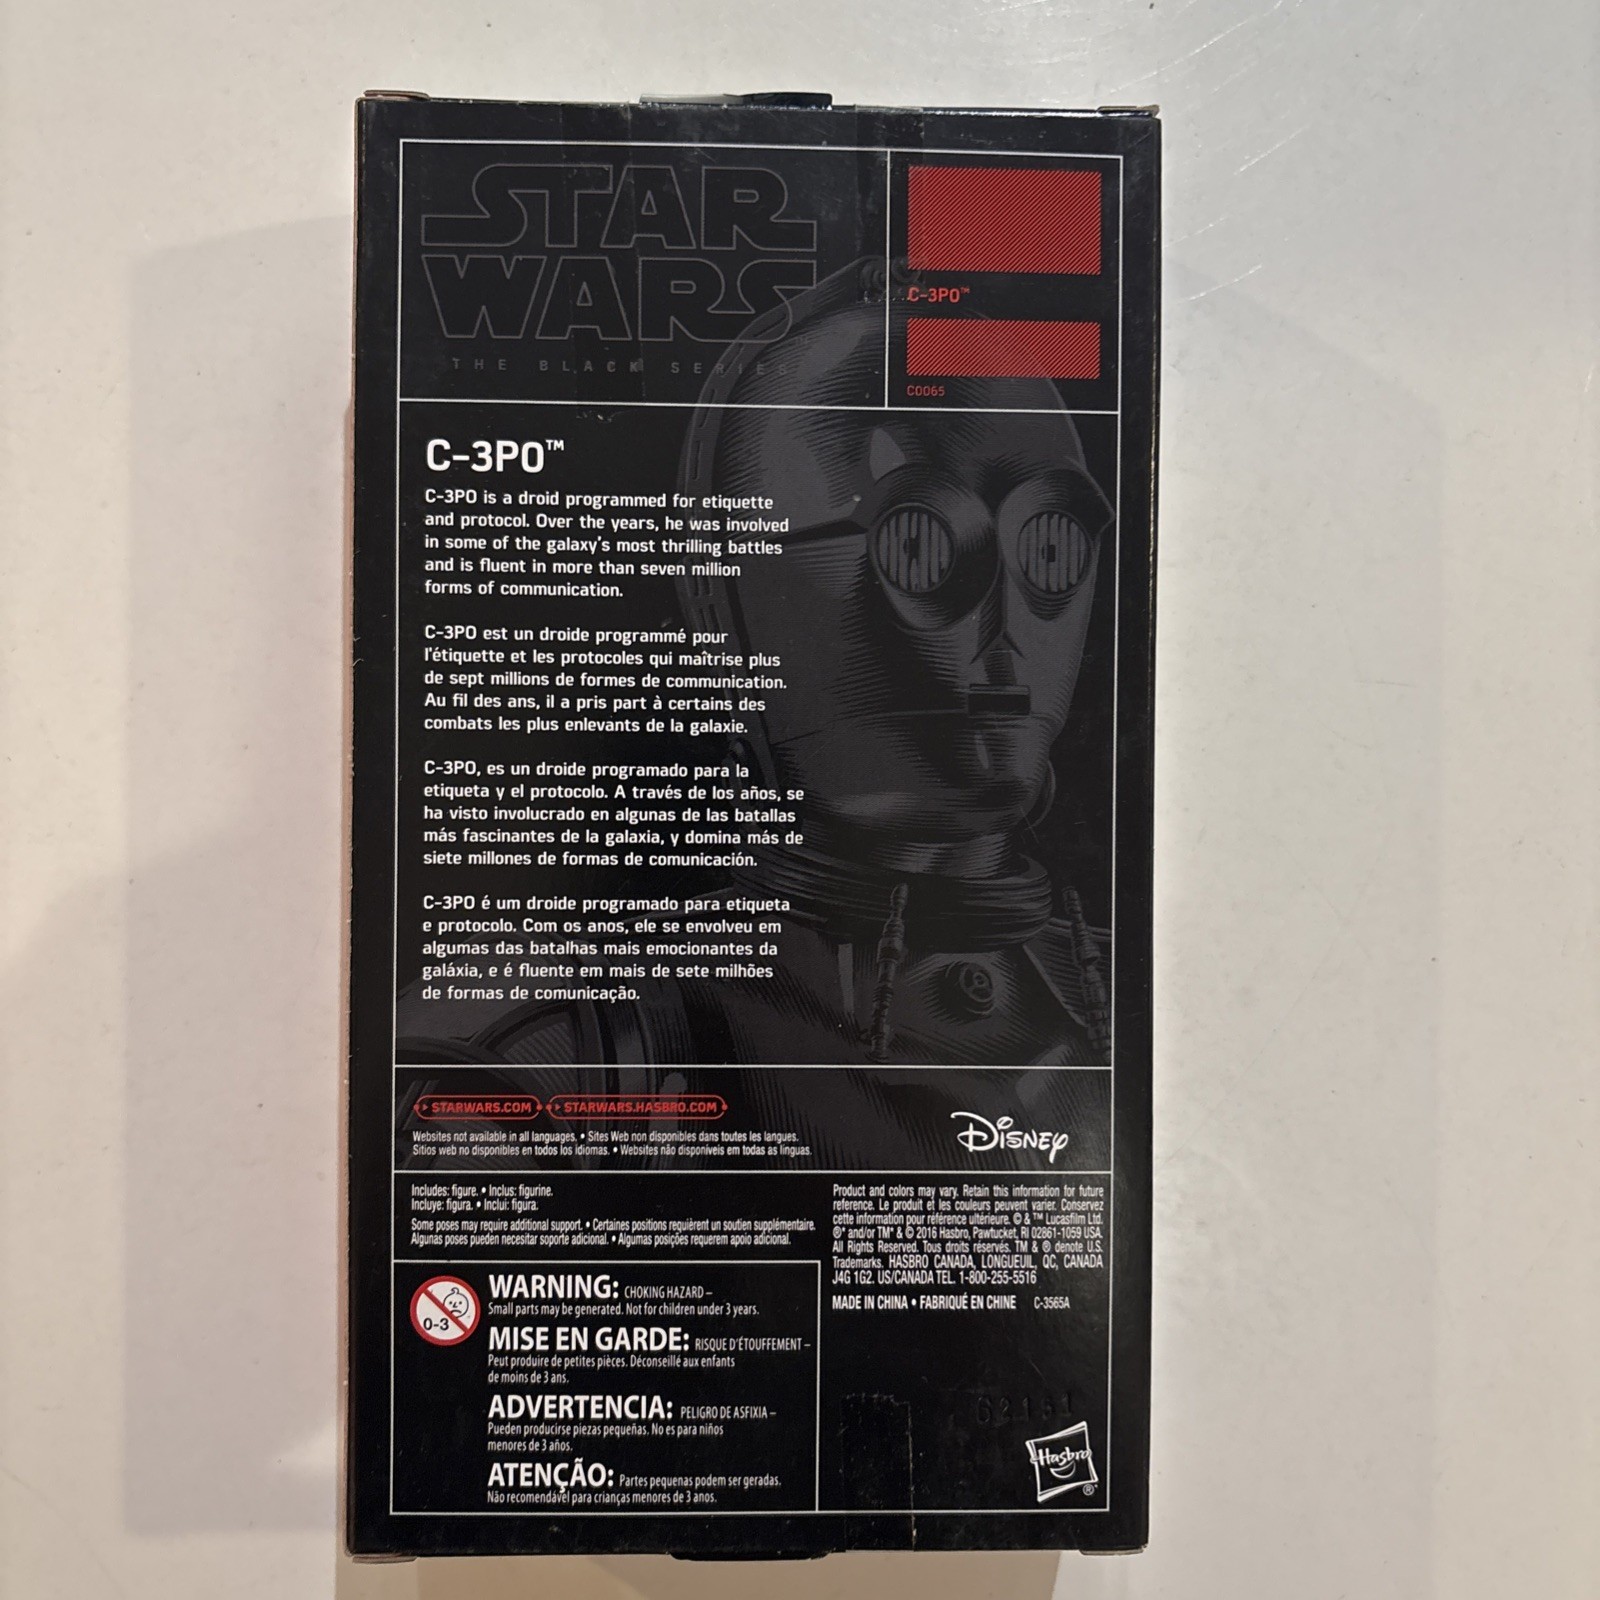 STAR
WARS
THE BLACK SERIES
C-3PO™
C0065
C-3PO™
C-3PO is a droid programmed for etiquette
and protocol. Over the years, he was involved
in some of the galaxy's most thrilling battles
and is fluent in more than seven million
forms of communication.
C-3PO est un droide programmé pour
l'étiquette et les protocoles qui maîtrise plus
de sept millions de formes de communication.
Au fil des ans, il a pris part à certains des
combats les plus enlevants de la galaxie.
C-3PO, es un droide programado para la
etiqueta y el protocolo. A través de los años, se
ha visto involucrado en algunas de las batallas
más fascinantes de la galaxia, y domina más de
siete millones de formas de comunicación.
C-3PO é um droide programado para etiqueta
e protocolo. Com os anos, ele se envolveu em
algumas das batalhas mais emocionantes da
galáxia, e é fluente em mais de sete milhões
de formas de comunicação.
STARWARS.COM STARWARS.HASBRO.COM
Websites not available in all languages. • Sites Web non disponibles dans toutes les langues.
Sitios web no disponibles en todos los idiomas. • Websites não disponíveis em todas as línguas.
Disney
Includes: figure. • Inclus: figurine.
Incluye: figura. • Inclui: figura.
Some poses may require additional support. • Certaines positions requièrent un soutien supplémentaire.
Algunas poses pueden necesitar soporte adicional. • Algumas posições requerem apoio adicional.
Product and colors may vary. Retain this information for future
reference. Le produit et les couleurs peuvent varier. Conservez
cette information pour référence ultérieure. © & ™ Lucasfilm Ltd.
®* and/or TM* & © 2016 Hasbro, Pawtucket, RI 02861-1059 USA.
All Rights Reserved. Tous droits réservés. TM & ® denote U.S.
Trademarks. HASBRO CANADA, LONGUEUIL, QC, CANADA
J4G 1G2. US/CANADA TEL. 1-800-255-5516
MADE IN CHINA • FABRIQUÉ EN CHINE C-3565A
0-3
WARNING: CHOKING HAZARD –
Small parts may be generated. Not for children under 3 years.
MISE EN GARDE: RISQUE D'ÉTOUFFEMENT –
Peut produire de petites pièces. Déconseillé aux enfants
de moins de 3 ans.
ADVERTENCIA: PELIGRO DE ASFIXIA –
Pueden producirse piezas pequeñas. No es para niños
menores de 3 años.
ATENÇÃO: Partes pequenas podem ser geradas.
Não recomendável para crianças menores de 3 anos.
Hasbro ®